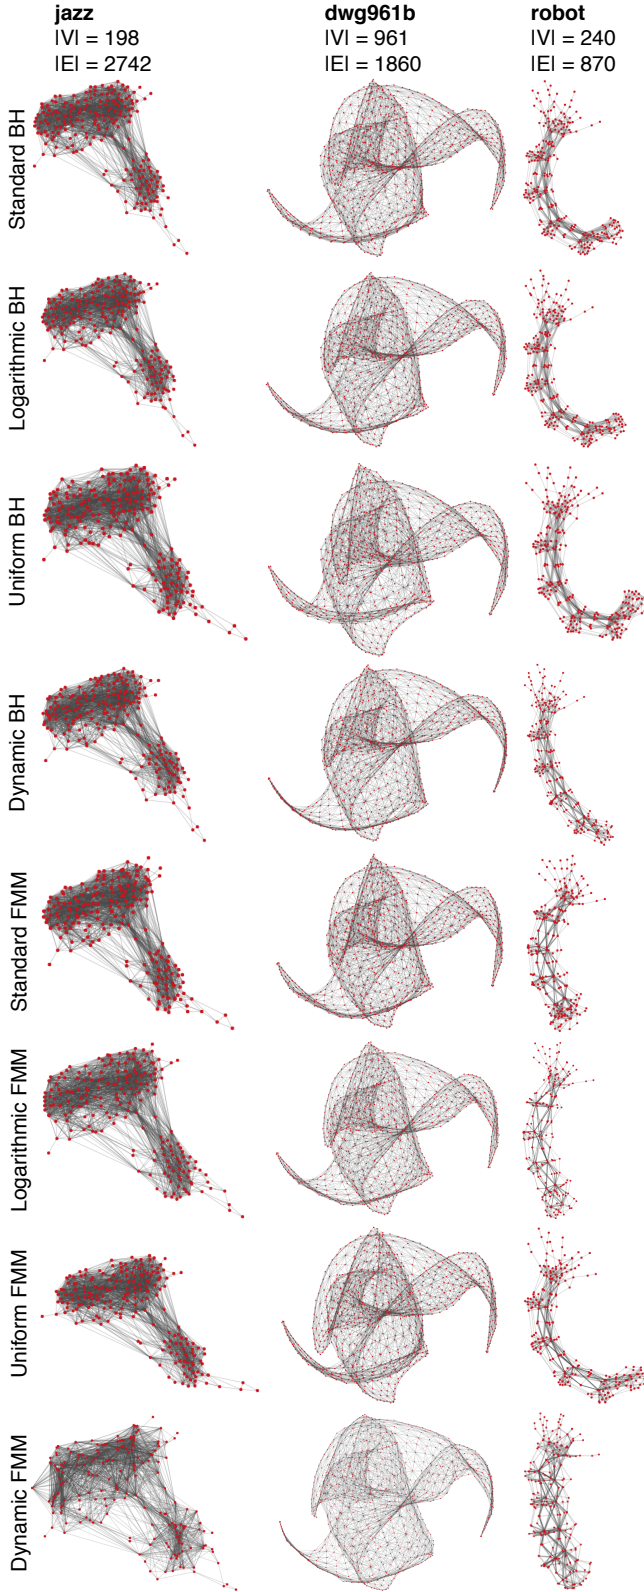 jazz
|V| = 198
|E| = 2742
dwg961b
|V| = 961
|E| = 1860
robot
|V| = 240
|E| = 870
Standard BH
Logarithmic BH
Uniform BH
Dynamic BH
Standard FMM
Logarithmic FMM
Uniform FMM
Dynamic FMM